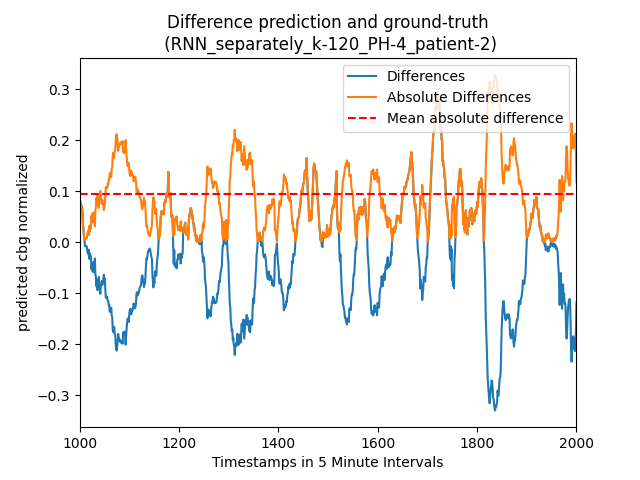 Difference prediction and ground-truth
(RNN_separately_k-120_PH-4_patient-2)
Differences
Absolute Differences
Mean absolute difference
predicted cbg normalized
0.3
0.2
0.1
0.0
−0.1
−0.2
−0.3
1000 1200 1400 1600 1800 2000
Timestamps in 5 Minute Intervals